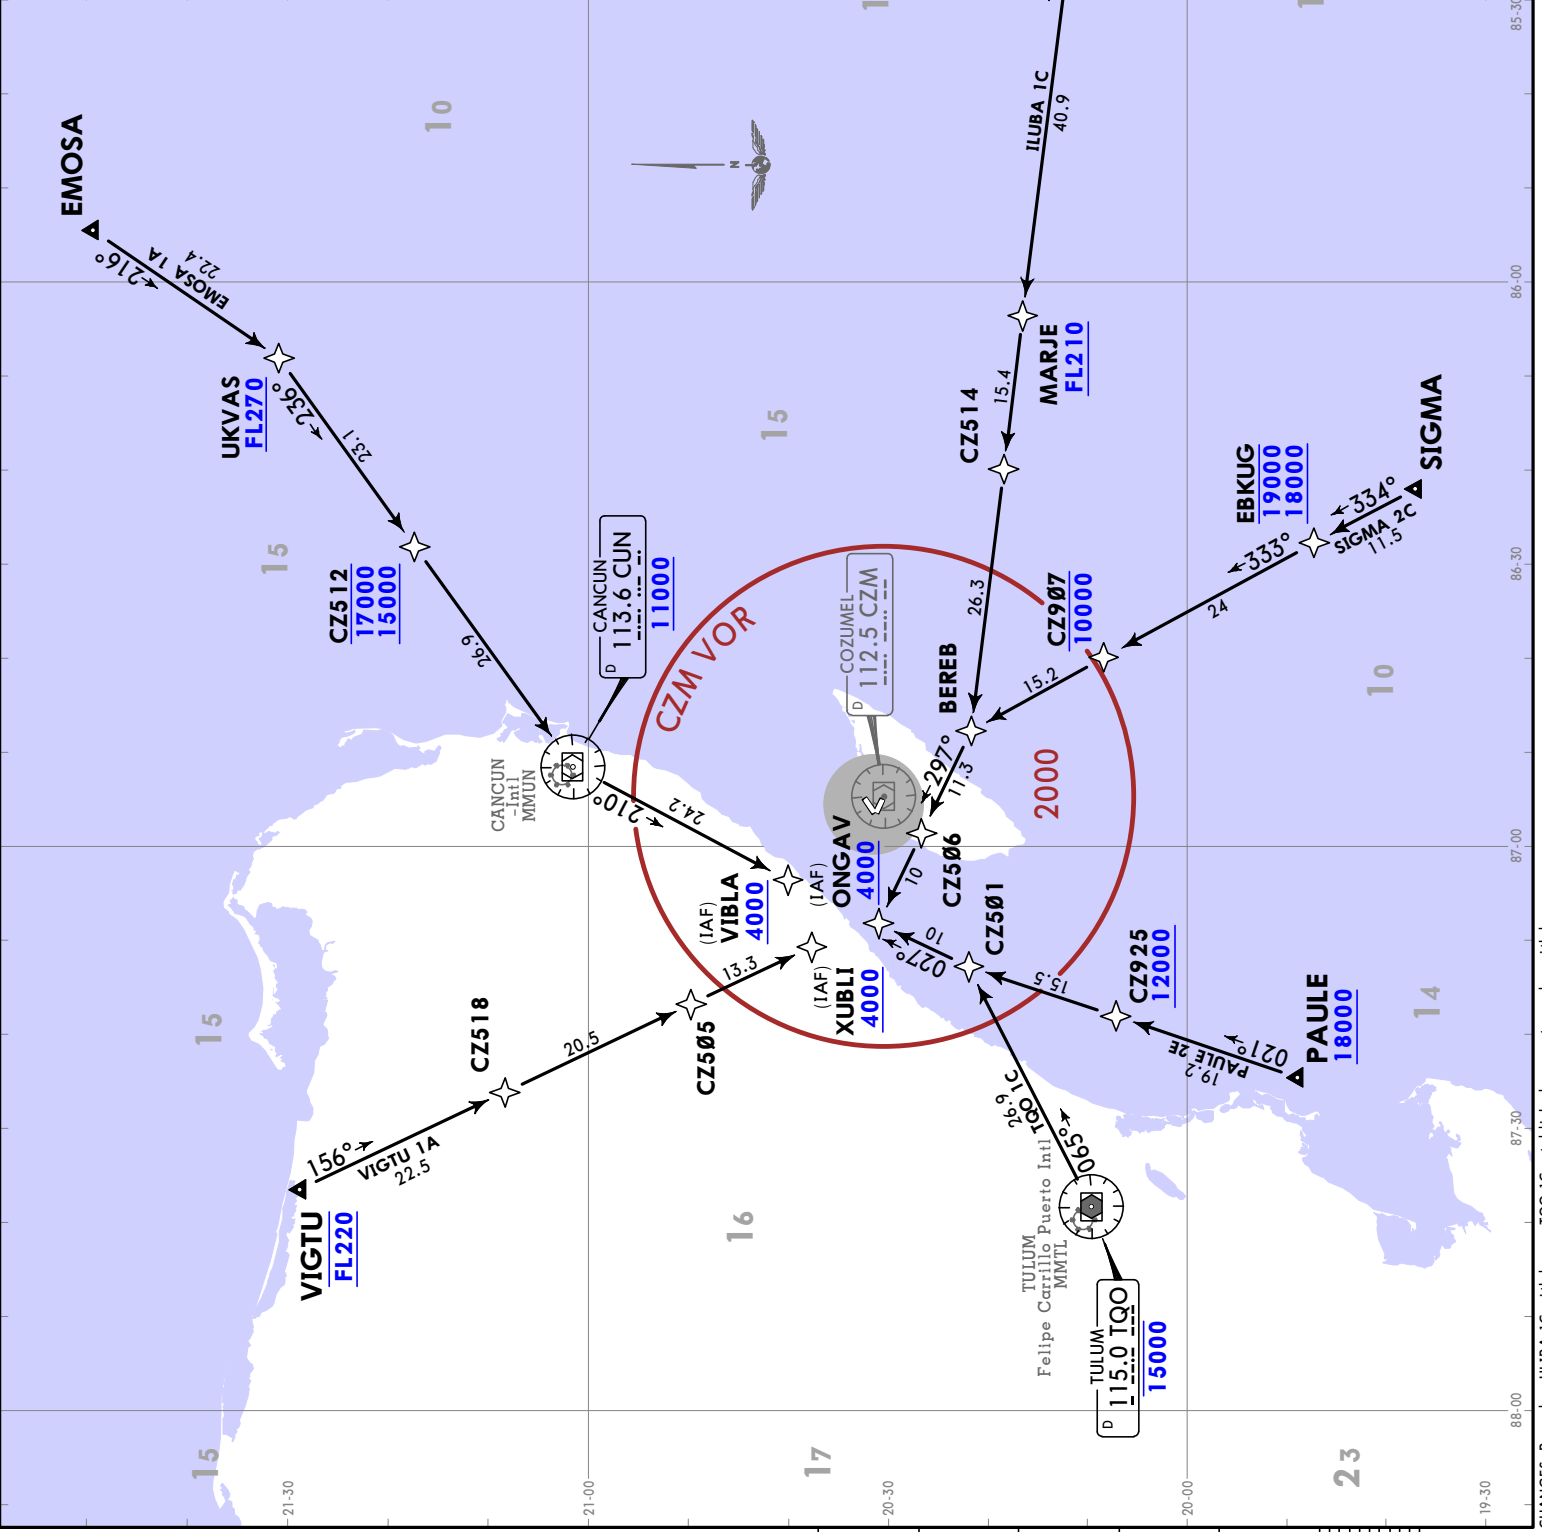 EMOSA
216°
EMOSA 1A
22.4
10
15
UKVAS
FL270
236°
23.1
CZ512
17000
15000
26.9
15
CANCUN
D
113.6 CUN
11000
CANCUN
-Intl
MMUN
210°
24.2
(IAF)
VIBLA
4000
N
15
ILUBA 1C
40.9
85-30
86-00
MARJE
FL210
15.4
CZ514
26.3
BEREB
297°
11.3
CZ5Ø6
10
(IAF)
ONGAV
4000
SIGMA
334°
SIGMA 2C
11.5
EBKUG
19000
18000
333°
24
CZ9Ø7
10000
15.2
86-30
10
CZM VOR
2000
COZUMEL
D
112.5 CZM
87-00
VIGTU
FL220
156°
VIGTU 1A
22.5
CZ518
20.5
CZ5Ø5
13.3
(IAF)
XUBLI
4000
15
16
TULUM
Felipe Carrillo Puerto Intl
MMTL
TULUM
D
115.0 TQO
15000
065°
TQO 1C
26.9
CZ5Ø1
027°
10
15.5
CZ925
12000
PAULE
18000
021°
PAULE 2E
19.2
14
87-30
88-00
15
17
23
21-30
21-00
20-30
20-00
19-30